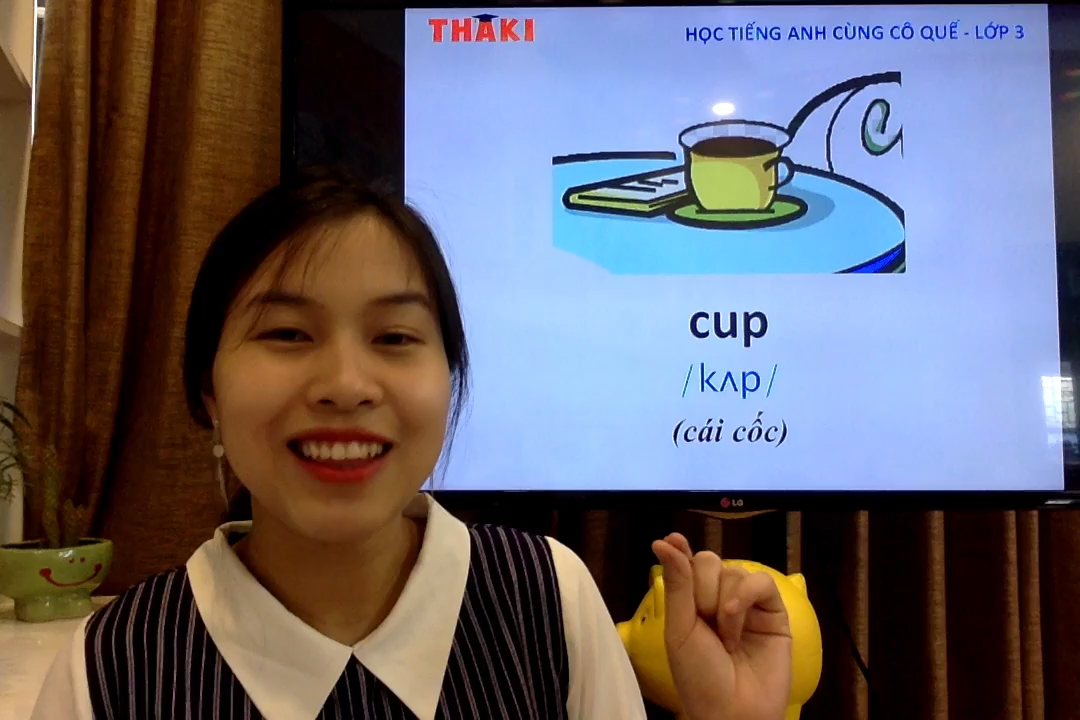 THAKI
HỌC TIẾNG ANH CÙNG CÔ QUẾ - LỚP 3
cup
/kʌp/
(cái cốc)
LG